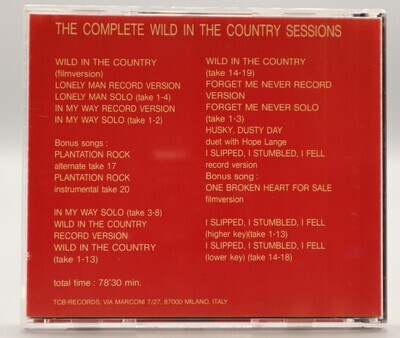 THE COMPLETE WILD IN THE COUNTRY SESSIONS
WILD IN THE COUNTRY
(filmversion)
LONELY MAN RECORD VERSION
LONELY MAN SOLO (take 1-4)
IN MY WAY RECORD VERSION
IN MY WAY SOLO (take 1-2)
Bonus songs :
PLANTATION ROCK
alternate take 17
PLANTATION ROCK
instrumental take 20
IN MY WAY SOLO (take 3-8)
WILD IN THE COUNTRY
RECORD VERSION
WILD IN THE COUNTRY
(take 1-13)
total time : 78'30 min.
WILD IN THE COUNTRY
(take 14-19)
FORGET ME NEVER RECORD
VERSION
FORGET ME NEVER SOLO
(take 1-3)
HUSKY, DUSTY DAY
duet with Hope Lange
I SLIPPED, I STUMBLED, I FELL
record version
Bonus song :
ONE BROKEN HEART FOR SALE
filmversion
I SLIPPED, I STUMBLED, I FELL
(higher key)(take 1-13)
I SLIPPED, I STUMBLED, I FELL
(lower key) (take 14-18)
TCB-RECORDS, VIA MARCONI 7/27, 87000 MILANO, ITALY